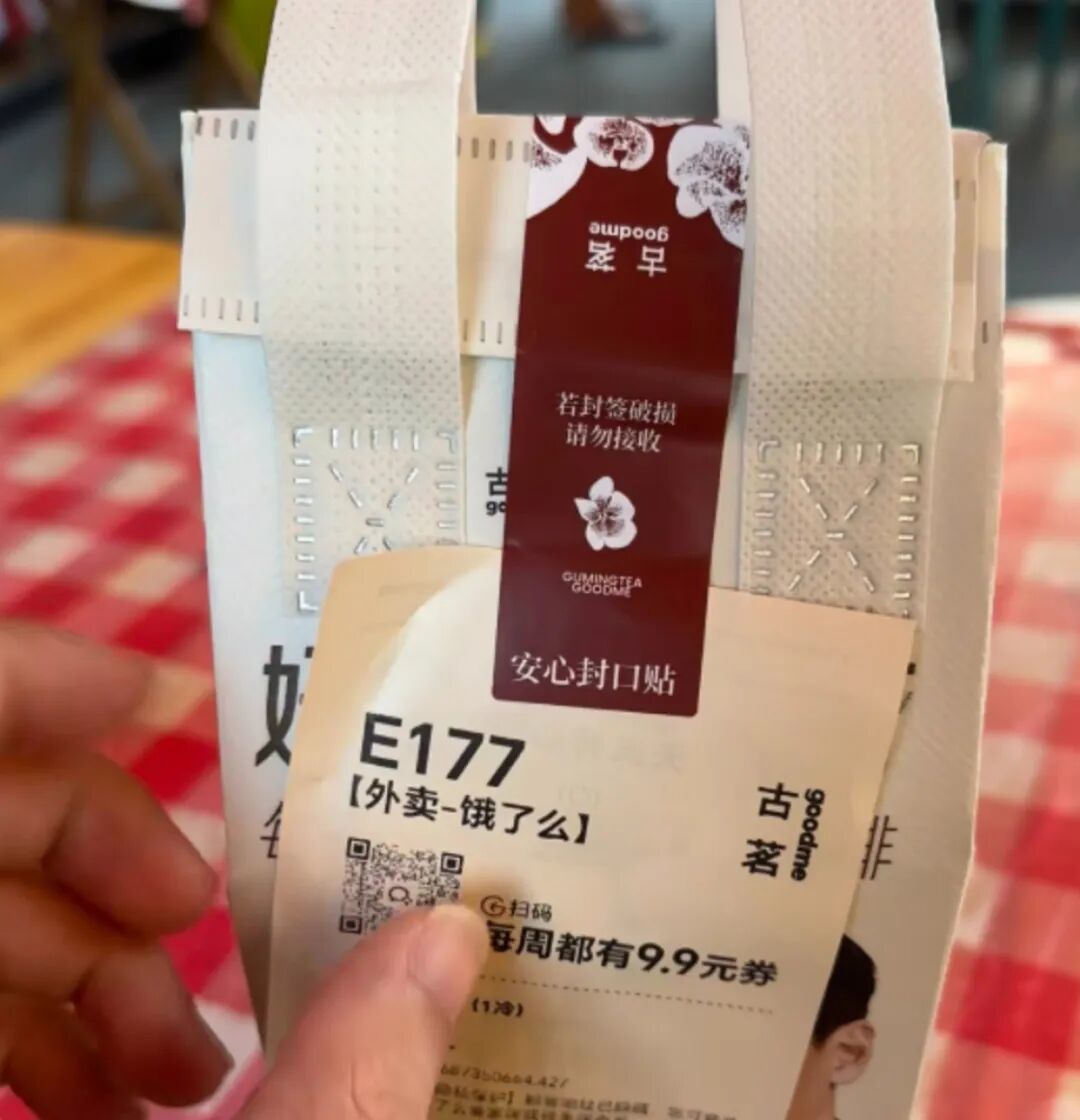 goodme
古茗
若封签破损
请勿接收
古
GUMINGTEA
GOODME
安心封口贴
E177
【外卖-饿了么】
古茗
goodme
扫码
每周都有9.9元券
(1冷)